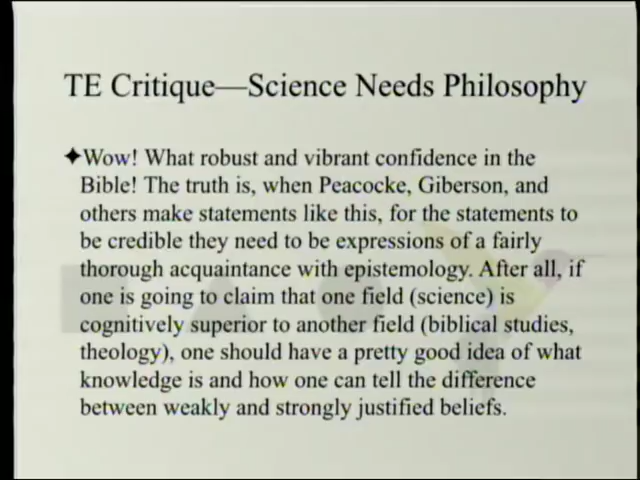 TE Critique—Science Needs Philosophy
✦Wow! What robust and vibrant confidence in the
Bible! The truth is, when Peacocke, Giberson, and
others make statements like this, for the statements to
be credible they need to be expressions of a fairly
thorough acquaintance with epistemology. After all, if
one is going to claim that one field (science) is
cognitively superior to another field (biblical studies,
theology), one should have a pretty good idea of what
knowledge is and how one can tell the difference
between weakly and strongly justified beliefs.